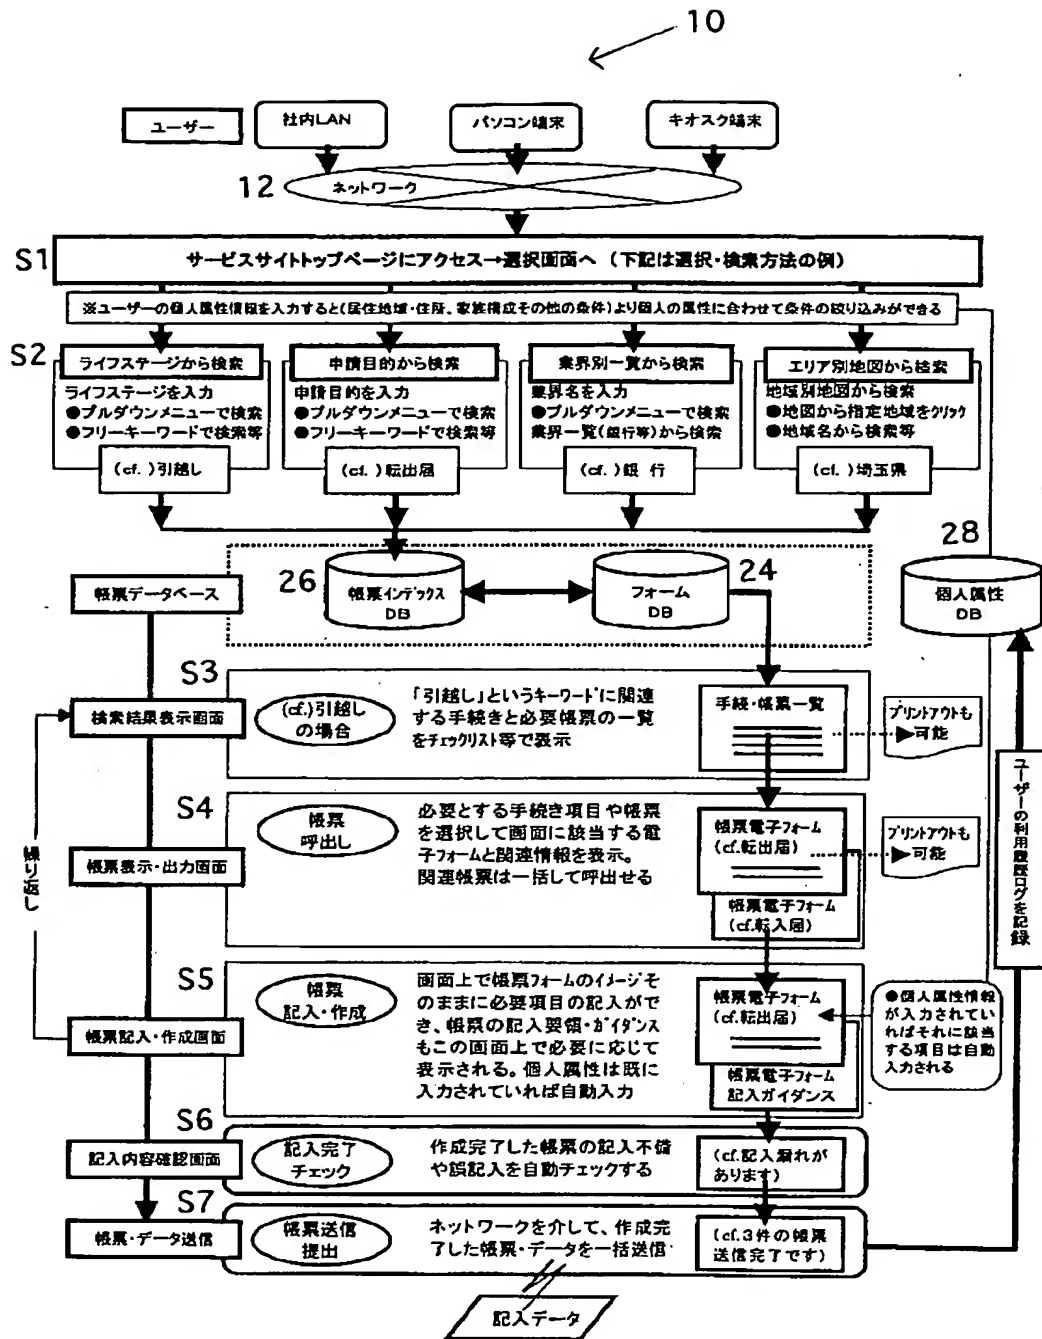 10
ユーザー
社内LAN
パソコン端末
キオスク端末
12
ネットワーク
S1
サービスサイトトップページにアクセス→選択画面へ (下記は選択・検索方法の例)
※ユーザーの個人属性情報を入力すると(居住地域・住所、家族構成その他の条件)より個人の属性に合わせて条件の絞り込みができる
S2
ライフステージから検索
ライフステージを入力
●プルダウンメニューで検索
●フリーキーワードで検索等
(cf.)引越し
申請目的から検索
申請目的を入力
●プルダウンメニューで検索
●フリーキーワードで検索等
(cf.)転出届
業界別一覧から検索
業界名を入力
●プルダウンメニューで検索
業界一覧(銀行等)から検索
(cf.)銀行
エリア別地図から検索
地域別地図から検索
●地図から指定地域をクリック
●地域名から検索等
(cf.)埼玉県
帳票データベース
26
帳票インデックス
DB
24
フォーム
DB
28
個人属性
DB
S3
検索結果表示画面
(cf.)引越し
の場合
「引越し」というキーワードに関連
する手続きと必要帳票の一覧
をチェックリスト等で表示
手続・帳票一覧
プリントアウトも
可能
S4
帳票表示・出力画面
帳票
呼出し
必要とする手続き項目や帳票
を選択して画面に該当する電
子フォームと関連情報を表示。
関連帳票は一括して呼出せる
帳票電子フォーム
(cf.転出届)
帳票電子フォーム
(cf.転入届)
プリントアウトも
可能
繰り返し
ユーザーの利用履歴ログを記録
S5
帳票記入・作成画面
帳票
記入・作成
画面上で帳票フォームのイメージそ
のままに必要項目の記入ができ
き、帳票の記入要領・ガイダンス
もこの画面上で必要に応じて
表示される。個人属性は既に
入力されていれば自動入力
帳票電子フォーム
(cf.転出届)
帳票電子フォーム
記入ガイダンス
●個人属性情報
が入力されてい
ればそれに該当
する項目は自動
入力される
S6
記入内容確認画面
記入完了
チェック
作成完了した帳票の記入不備
や誤記入を自動チェックする
(cf.記入漏れが
あります)
S7
帳票・データ送信
帳票送信
提出
ネットワークを介して、作成完
了した帳票・データを一括送信
(cf.3件の帳票
送信完了です)
記入データ